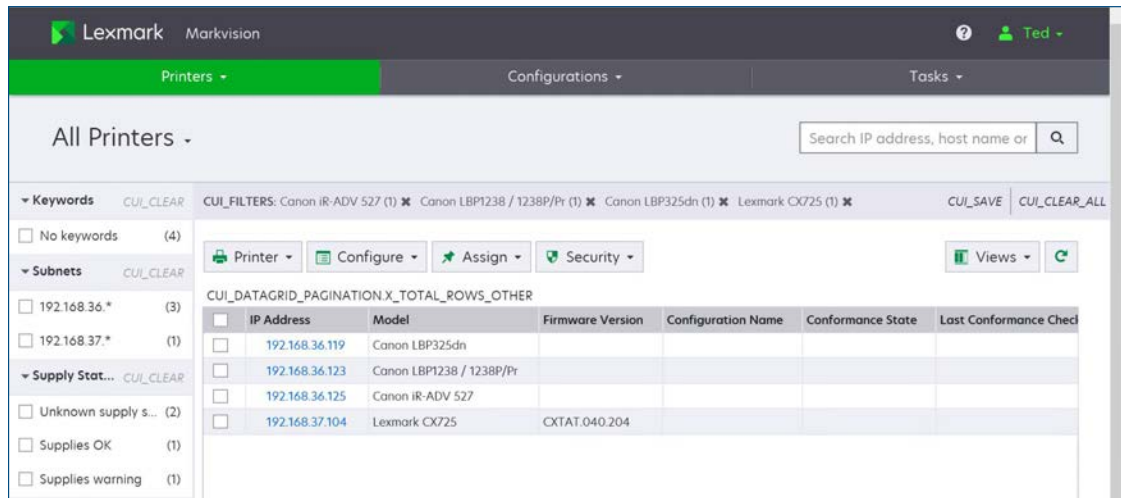 Lexmark Markvision
? Ted
Printers
Configurations
Tasks
All Printers
Search IP address, host name or
Keywords CUI_CLEAR
No keywords (4)
Subnets CUI_CLEAR
192.168.36.* (3)
192.168.37.* (1)
Supply Stat... CUI_CLEAR
Unknown supply s... (2)
Supplies OK (1)
Supplies warning (1)
CUI_FILTERS: Canon iR-ADV 527 (1) ✖ Canon LBP1238 / 1238P/Pr (1) ✖ Canon LBP325dn (1) ✖ Lexmark CX725 (1) ✖ CUI_SAVE CUI_CLEAR_ALL
Printer Configure Assign Security Views
CUI_DATAGRID_PAGINATION.X_TOTAL_ROWS_OTHER
IP Address Model Firmware Version Configuration Name Conformance State Last Conformance Check
192.168.36.119 Canon LBP325dn
192.168.36.123 Canon LBP1238 / 1238P/Pr
192.168.36.125 Canon iR-ADV 527
192.168.37.104 Lexmark CX725 CXTAT.040.204